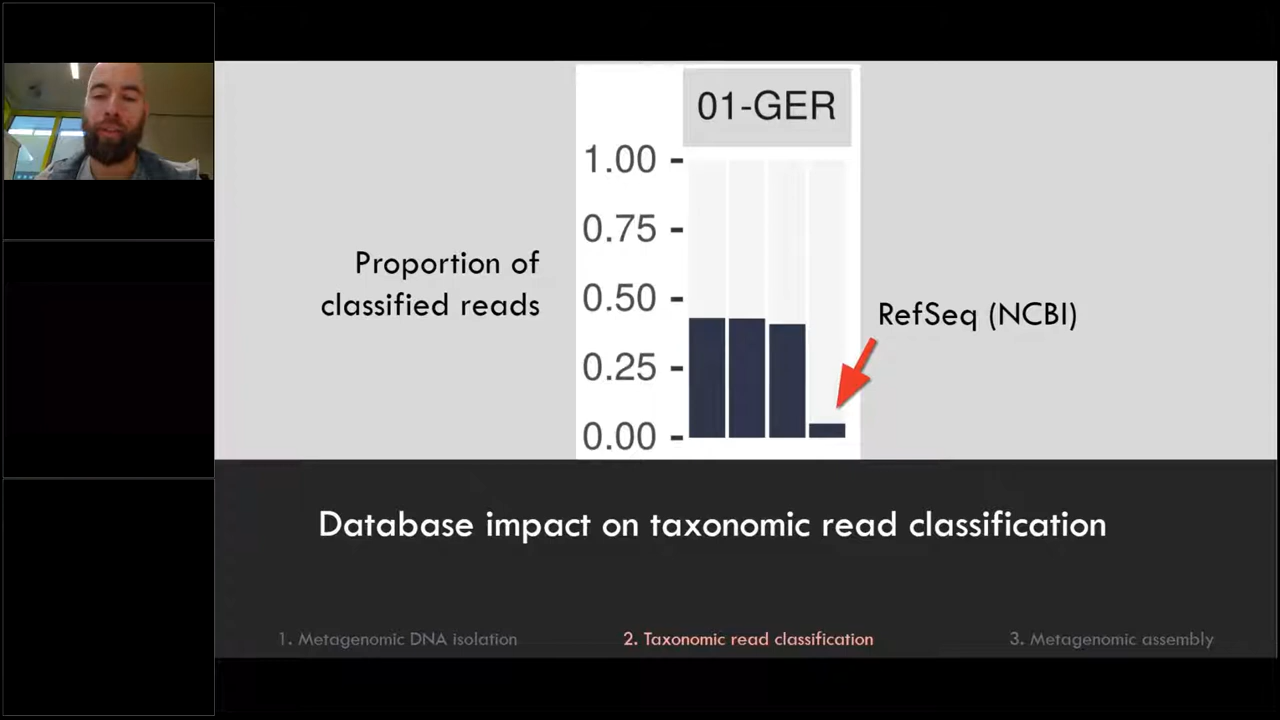 01-GER
1.00
0.75
0.50
0.25
0.00
Proportion of
classified reads
RefSeq (NCBI)
Database impact on taxonomic read classification
1. Metagenomic DNA isolation
2. Taxonomic read classification
3. Metagenomic assembly